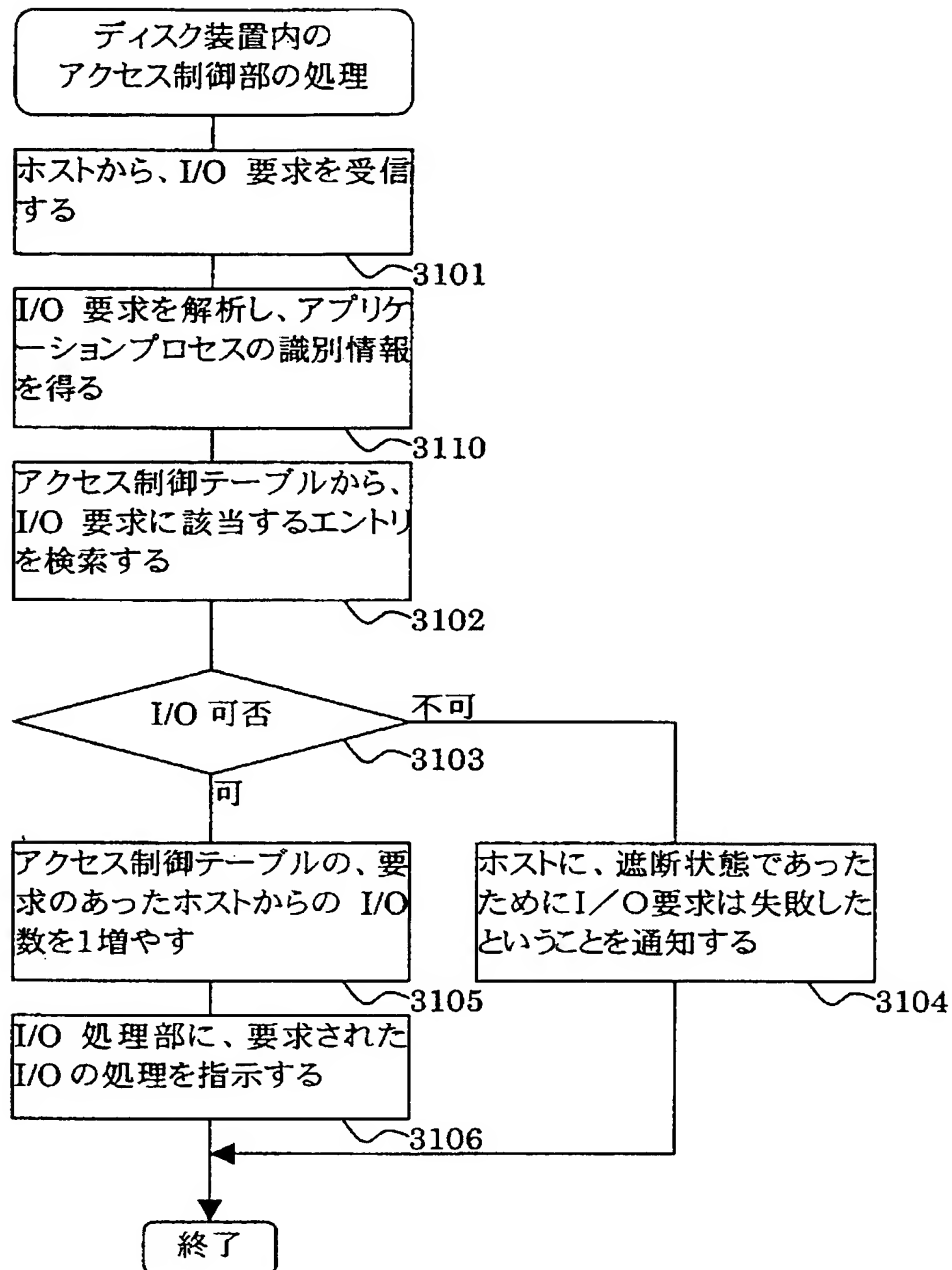 ディスク装置内の
アクセス制御部の処理
ホストから、I/O 要求を受信
する
3101
I/O 要求を解析し、アプリケ
ーションプロセスの識別情報
を得る
3110
アクセス制御テーブルから、
I/O 要求に該当するエントリ
を検索する
3102
I/O 可否
不可
3103
可
アクセス制御テーブルの、要
求のあったホストからの I/O
数を1増やす
3105
ホストに、遮断状態であった
ためにI/O要求は失敗した
ということを通知する
3104
I/O 処理部に、要求された
I/O の処理を指示する
3106
終了